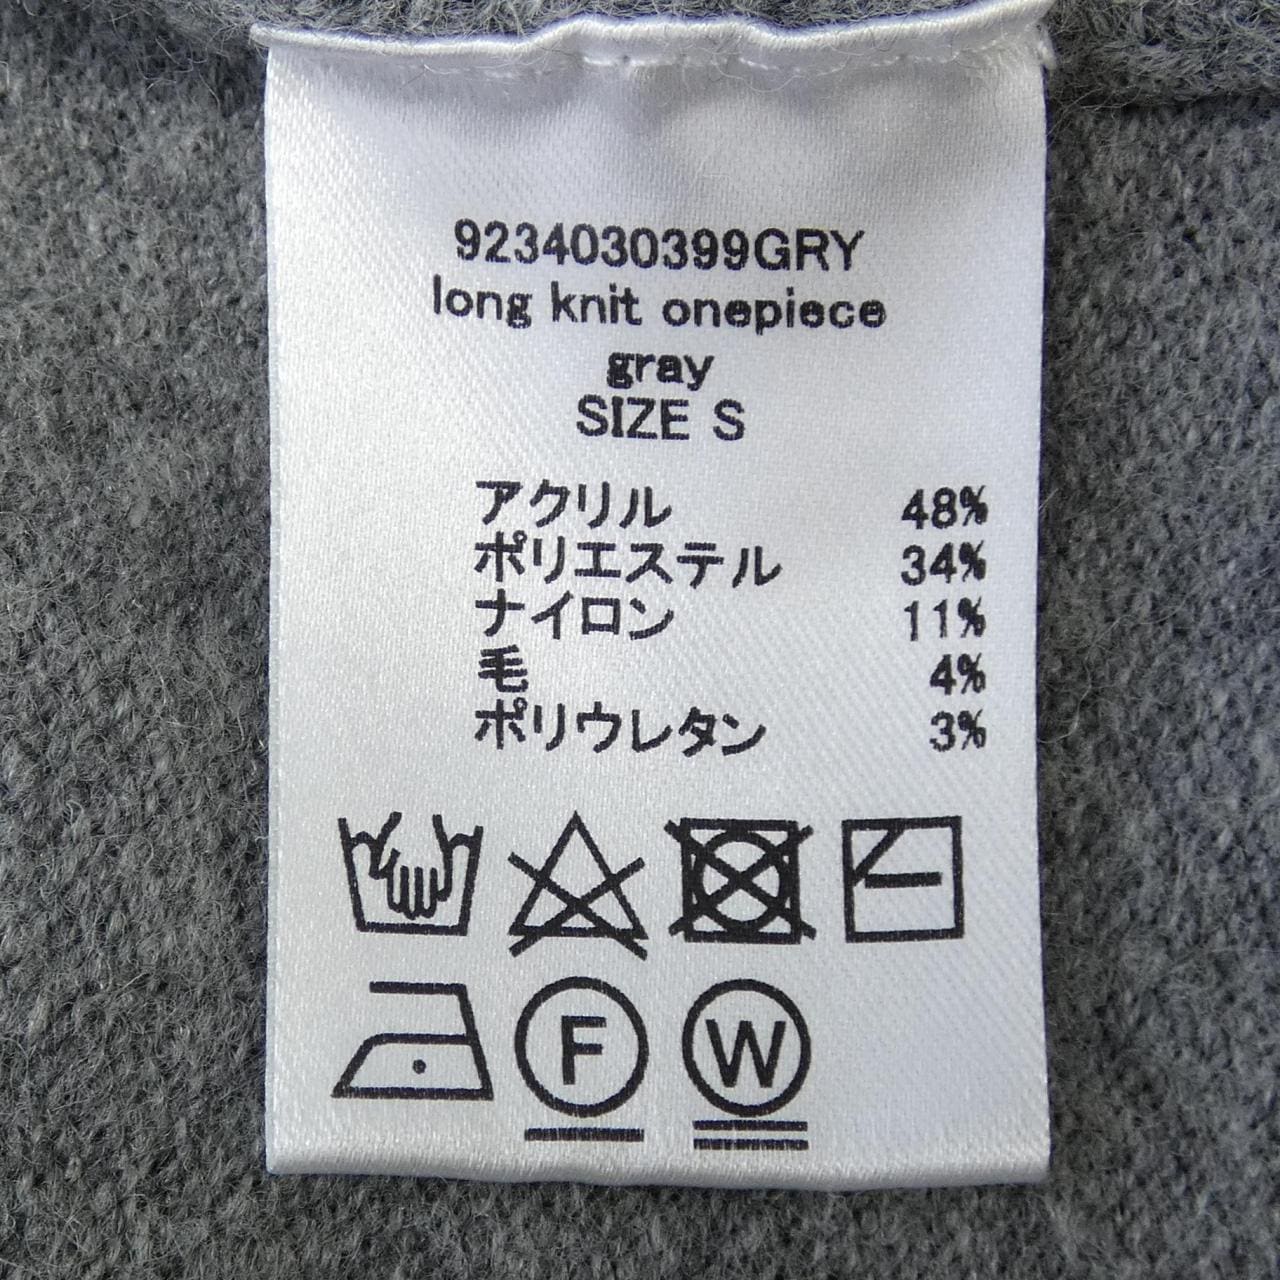 9234030399GRY
long knit onepiece
gray
SIZE S
アクリル 48%
ポリエステル 34%
ナイロン 11%
毛 4%
ポリウレタン 3%
F W